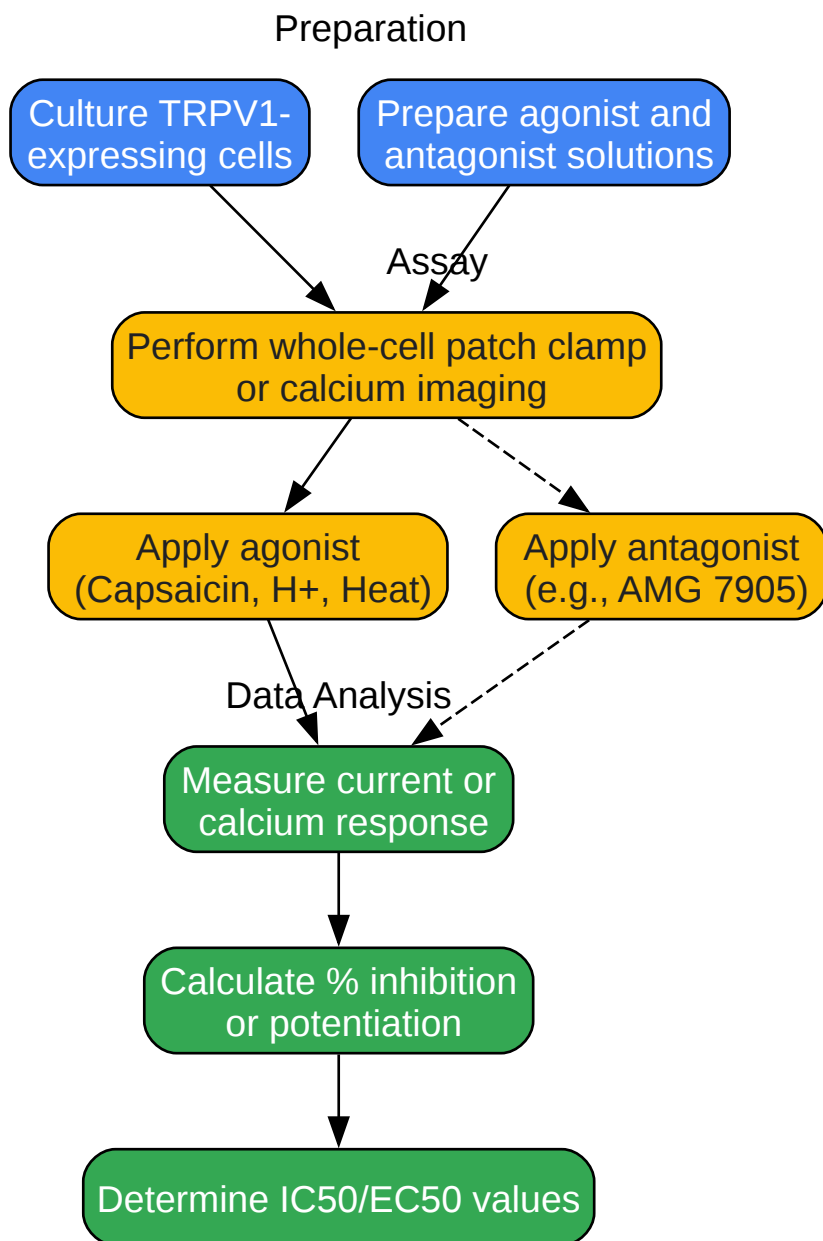 Preparation
Culture TRPV1-
expressing cells
Prepare agonist and
antagonist solutions
Assay
Perform whole-cell patch clamp
or calcium imaging
Apply agonist
(Capsaicin, H+, Heat)
Apply antagonist
(e.g., AMG 7905)
Data Analysis
Measure current or
calcium response
Calculate % inhibition
or potentiation
Determine IC50/EC50 values